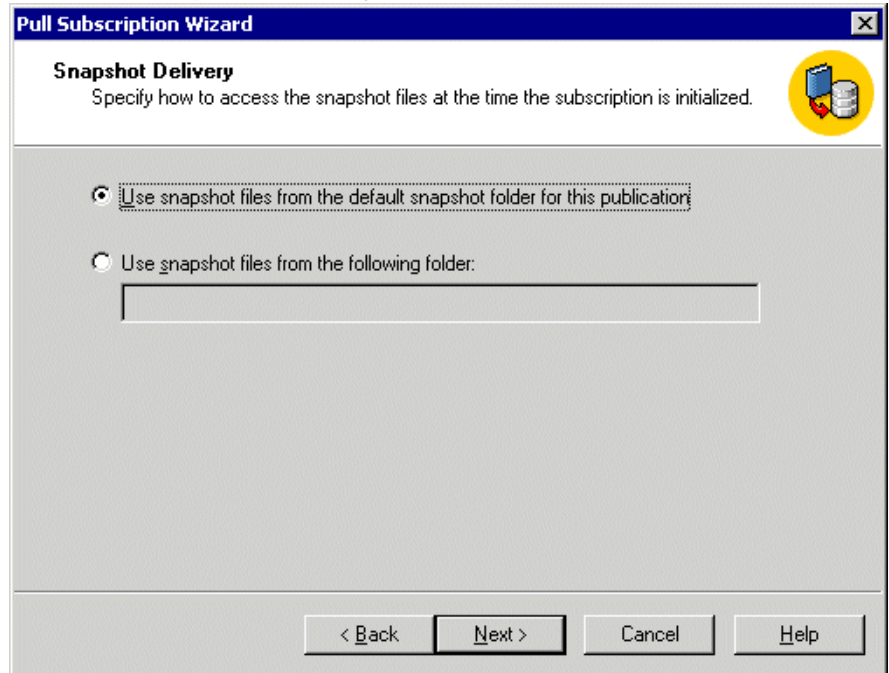 Pull Subscription Wizard
Snapshot Delivery
Specify how to access the snapshot files at the time the subscription is initialized.
Use snapshot files from the default snapshot folder for this publication
Use snapshot files from the following folder:
< Back
Next >
Cancel
Help